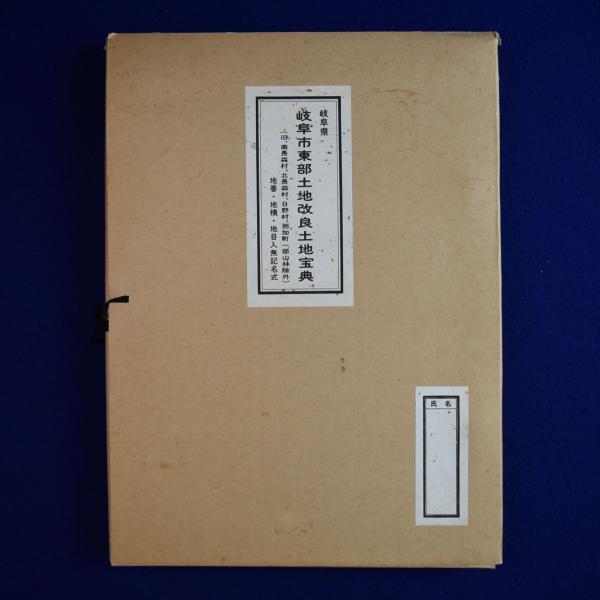 岐阜県
岐阜市東部土地改良土地宝典
(旧、南長森村、北長森村、日野村、那加町一部山林除外)
地番・地積・地目入無記名式
氏名